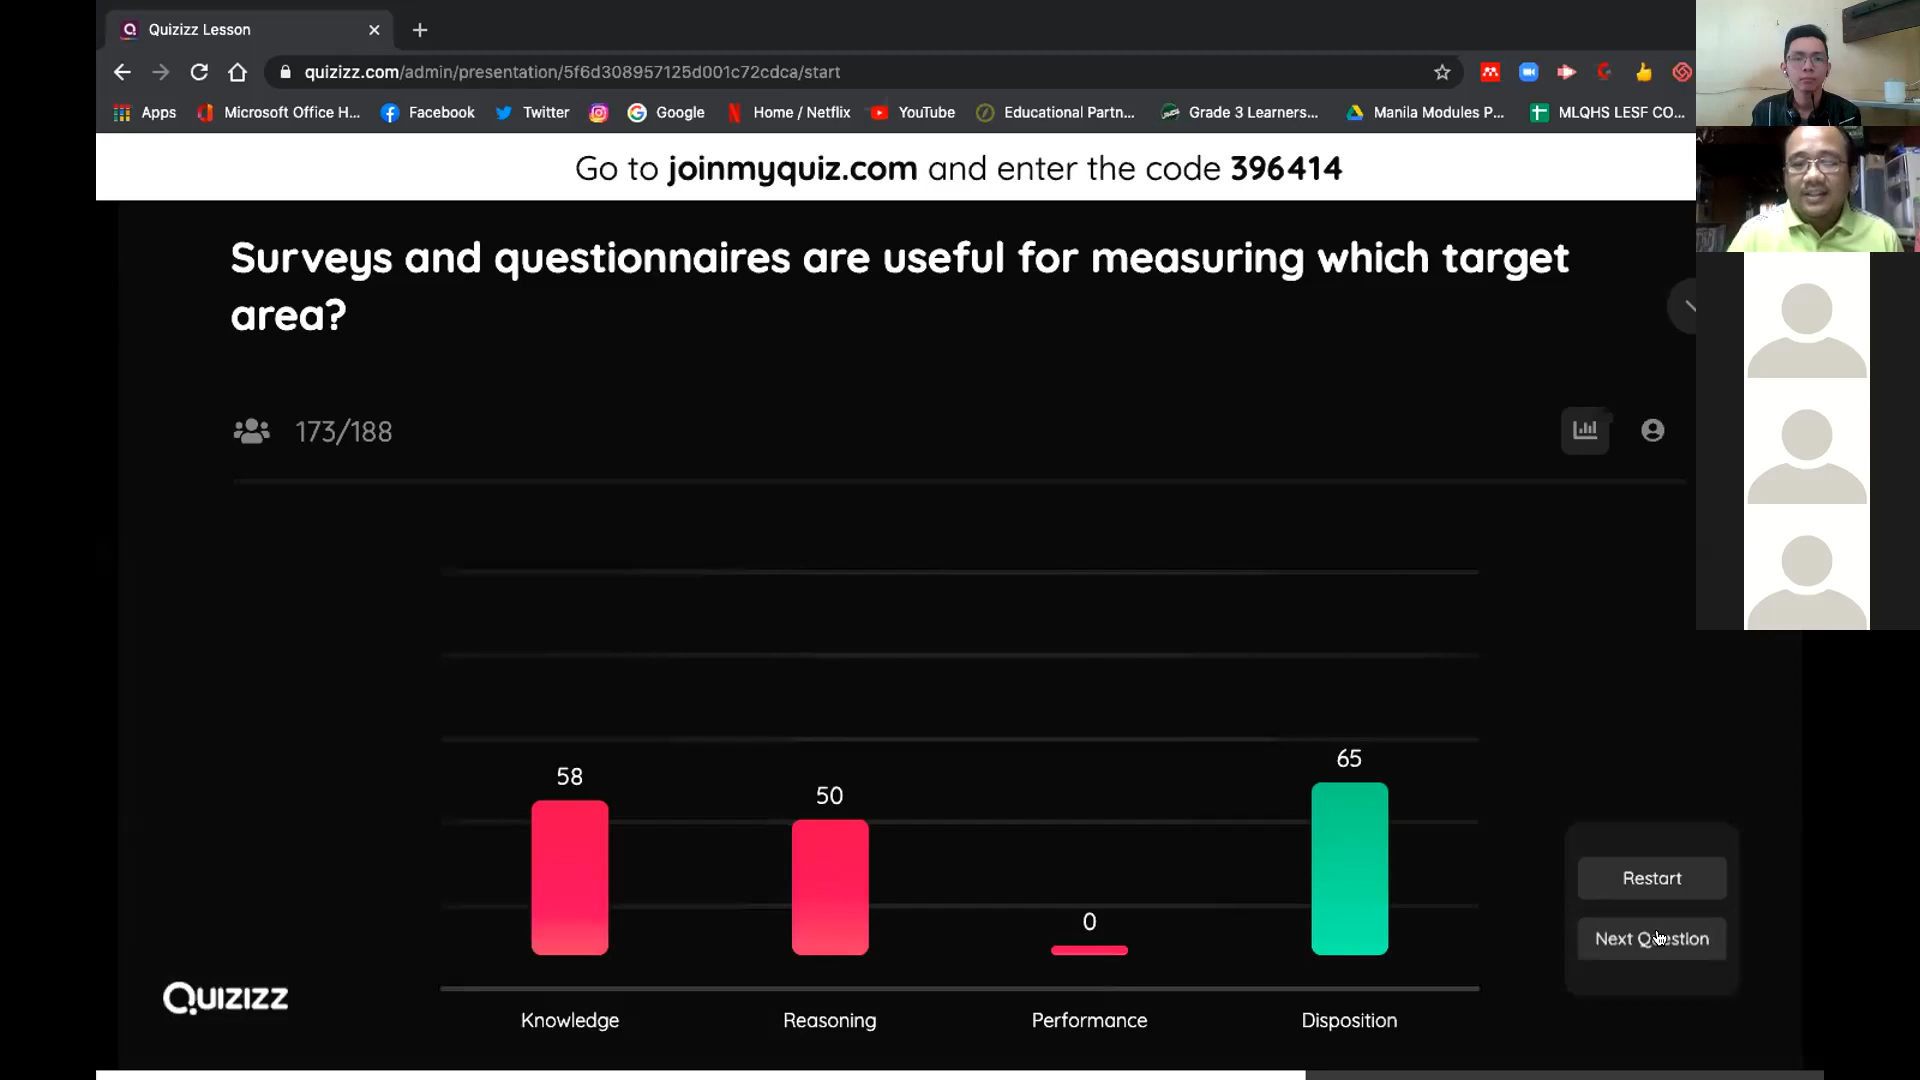 Quizizz Lesson
quizizz.com/admin/presentation/5f6d308957125d001c72cdca/start
Apps Microsoft Office H... Facebook Twitter Google Home / Netflix YouTube Educational Partn... Grade 3 Learners... Manila Modules P... MLQHS LESF CO...
Go to joinmyquiz.com and enter the code 396414
Surveys and questionnaires are useful for measuring which target
area?
173/188
58
50
0
65
Restart
Next Question
Quizizz
Knowledge Reasoning Performance Disposition